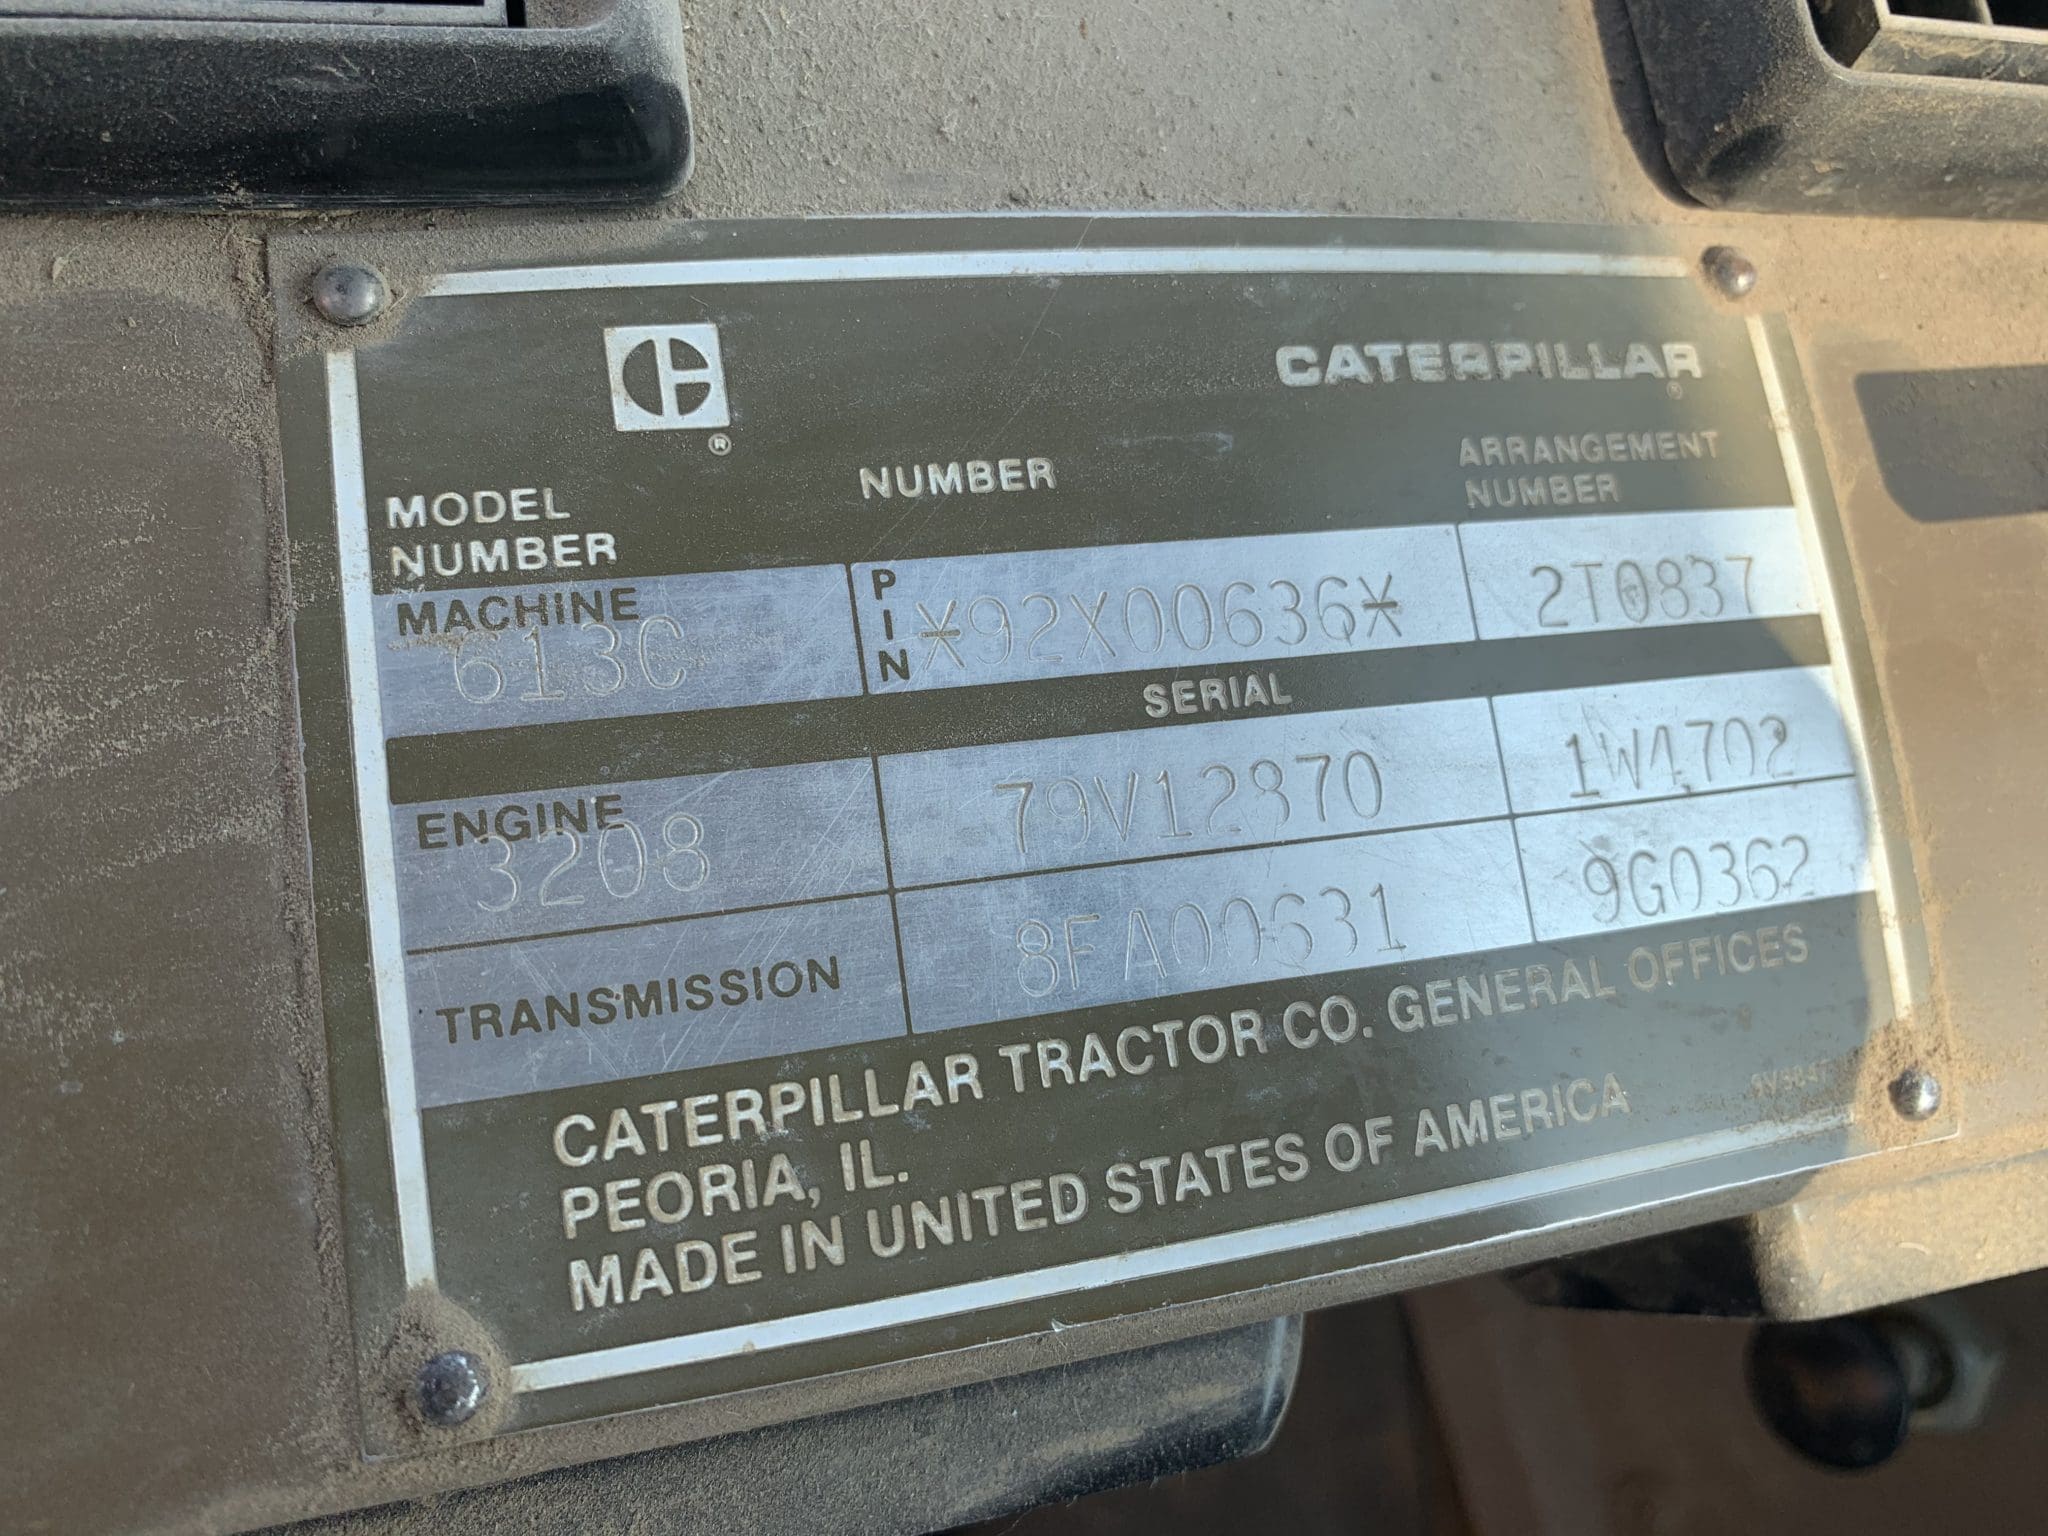 CATERPILLAR
®
®
MODEL NUMBER
NUMBER
ARRANGEMENT NUMBER
MACHINE
613C
PIN
*92X00636*
2T0837
SERIAL
ENGINE
3208
79V12870
1W4702
TRANSMISSION
8FA00631
9G0362
CATERPILLAR TRACTOR CO. GENERAL OFFICES
PEORIA, IL.
MADE IN UNITED STATES OF AMERICA